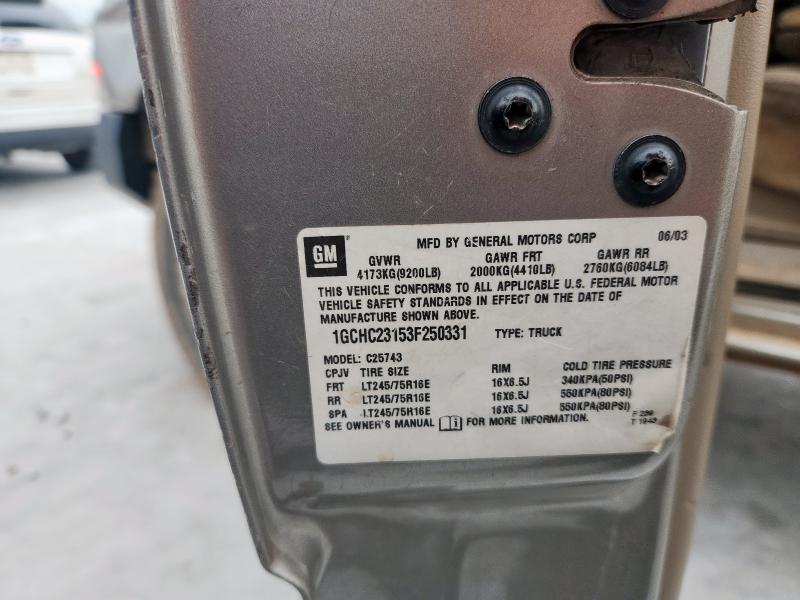 GM MFD BY GENERAL MOTORS CORP 06/03
GVWR GAWR FRT GAWR RR
4173KG(9200LB) 2000KG(4410LB) 2760KG(6084LB)
THIS VEHICLE CONFORMS TO ALL APPLICABLE U.S. FEDERAL MOTOR
VEHICLE SAFETY STANDARDS IN EFFECT ON THE DATE OF
MANUFACTURE SHOWN ABOVE.
1GCHC23153F250331 TYPE: TRUCK
MODEL: C25743
CPJV TIRE SIZE RIM COLD TIRE PRESSURE
FRT LT245/75R16E 16X6.5J 340KPA(50PSI)
RR LT245/75R16E 16X6.5J 550KPA(80PSI)
SPA LT245/75R16E 16X6.5J 550KPA(80PSI)
SEE OWNER'S MANUAL FOR MORE INFORMATION.
F 239
T 1943